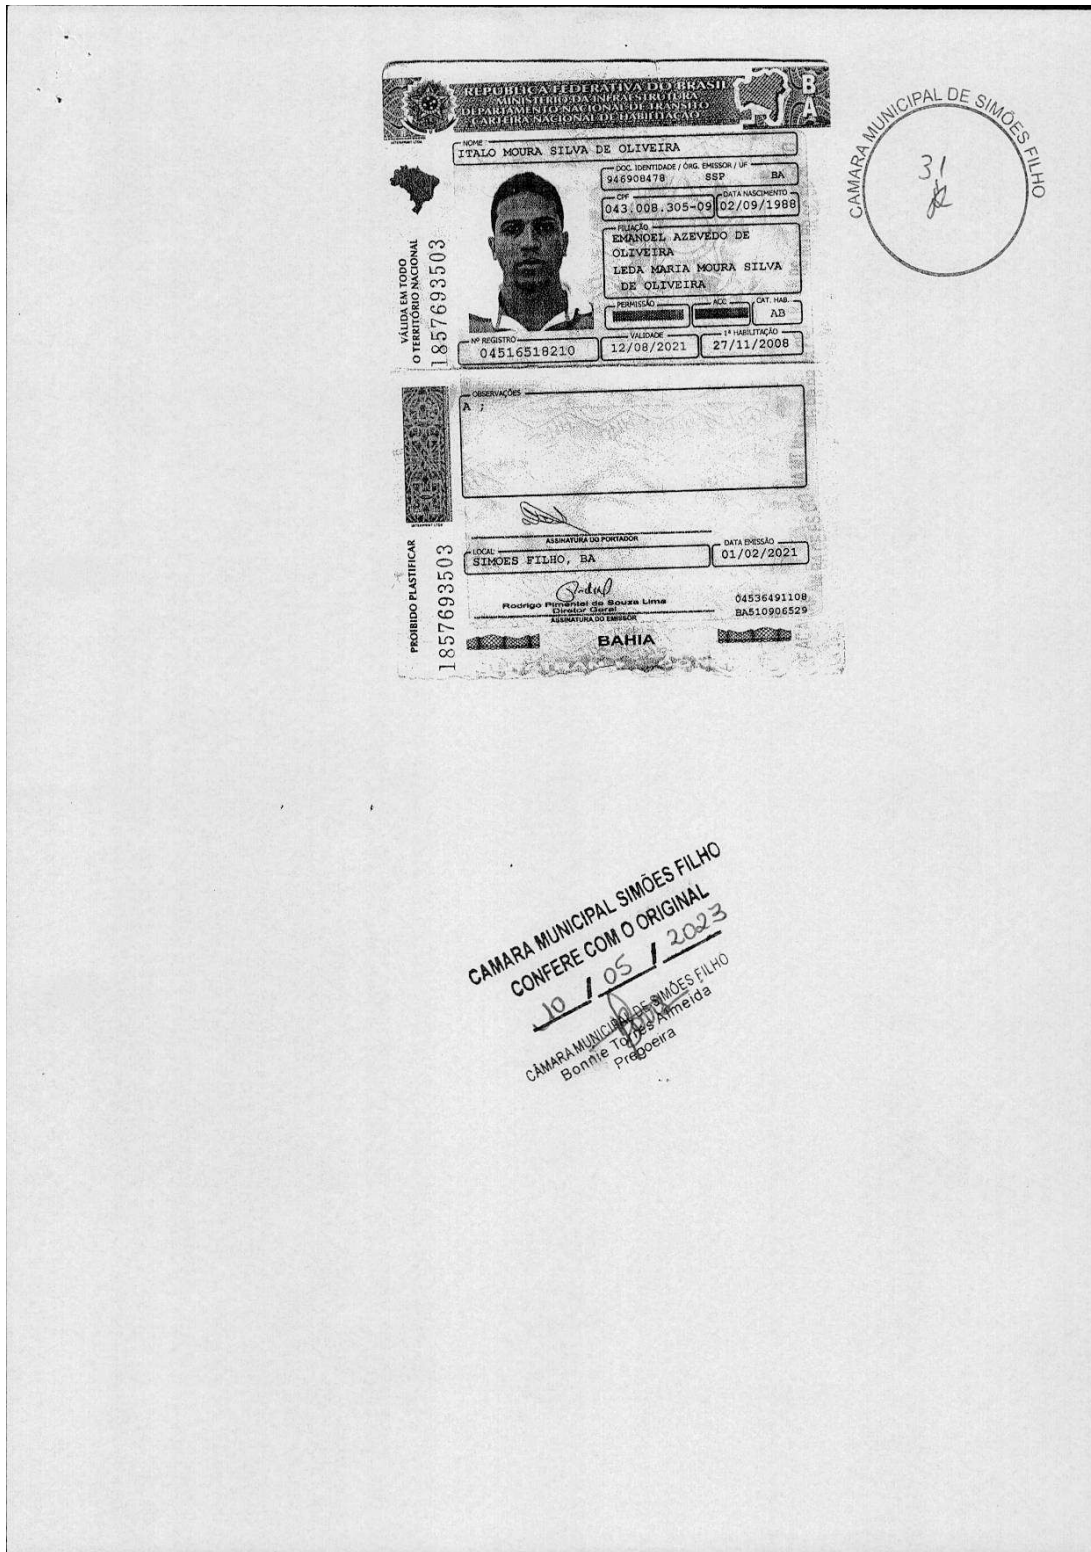 REPÚBLICA FEDERATIVA DO BRASIL
MINISTÉRIO DA INFRAESTRUTURA
DEPARTAMENTO NACIONAL DE TRÂNSITO
CARTEIRA NACIONAL DE HABILITAÇÃO
BA
NOME
ITALO MOURA SILVA DE OLIVEIRA
DOC. IDENTIDADE / ÓRG. EMISSOR / UF
946908478 SSP BA
CPF
043.008.305-09
DATA NASCIMENTO
02/09/1988
FILIAÇÃO
EMANOEL AZEVEDO DE
OLIVEIRA
LEDA MARIA MOURA SILVA
DE OLIVEIRA
PERMISSÃO
ACC
CAT. HAB.
AB
Nº REGISTRO
04516518210
VALIDADE
12/08/2021
1ª HABILITAÇÃO
27/11/2008
VÁLIDA EM TODO
O TERRITÓRIO NACIONAL
1857693503
OBSERVAÇÕES
A ;
ASSINATURA DO PORTADOR
LOCAL
SIMOES FILHO, BA
DATA EMISSÃO
01/02/2021
Rodrigo Pimentel de Souza Lima
Diretor Geral
ASSINATURA DO EMISSOR
04536491108
BA510906529
BAHIA
PROIBIDO PLASTIFICAR
1857693503
CAMARA MUNICIPAL DE SIMÕES FILHO
31
CAMARA MUNICIPAL SIMÕES FILHO
CONFERE COM O ORIGINAL
10 / 05 / 2023
CÂMARA MUNICIPAL DE SIMÕES FILHO
Bonnie Torres Almeida
Pregoeira